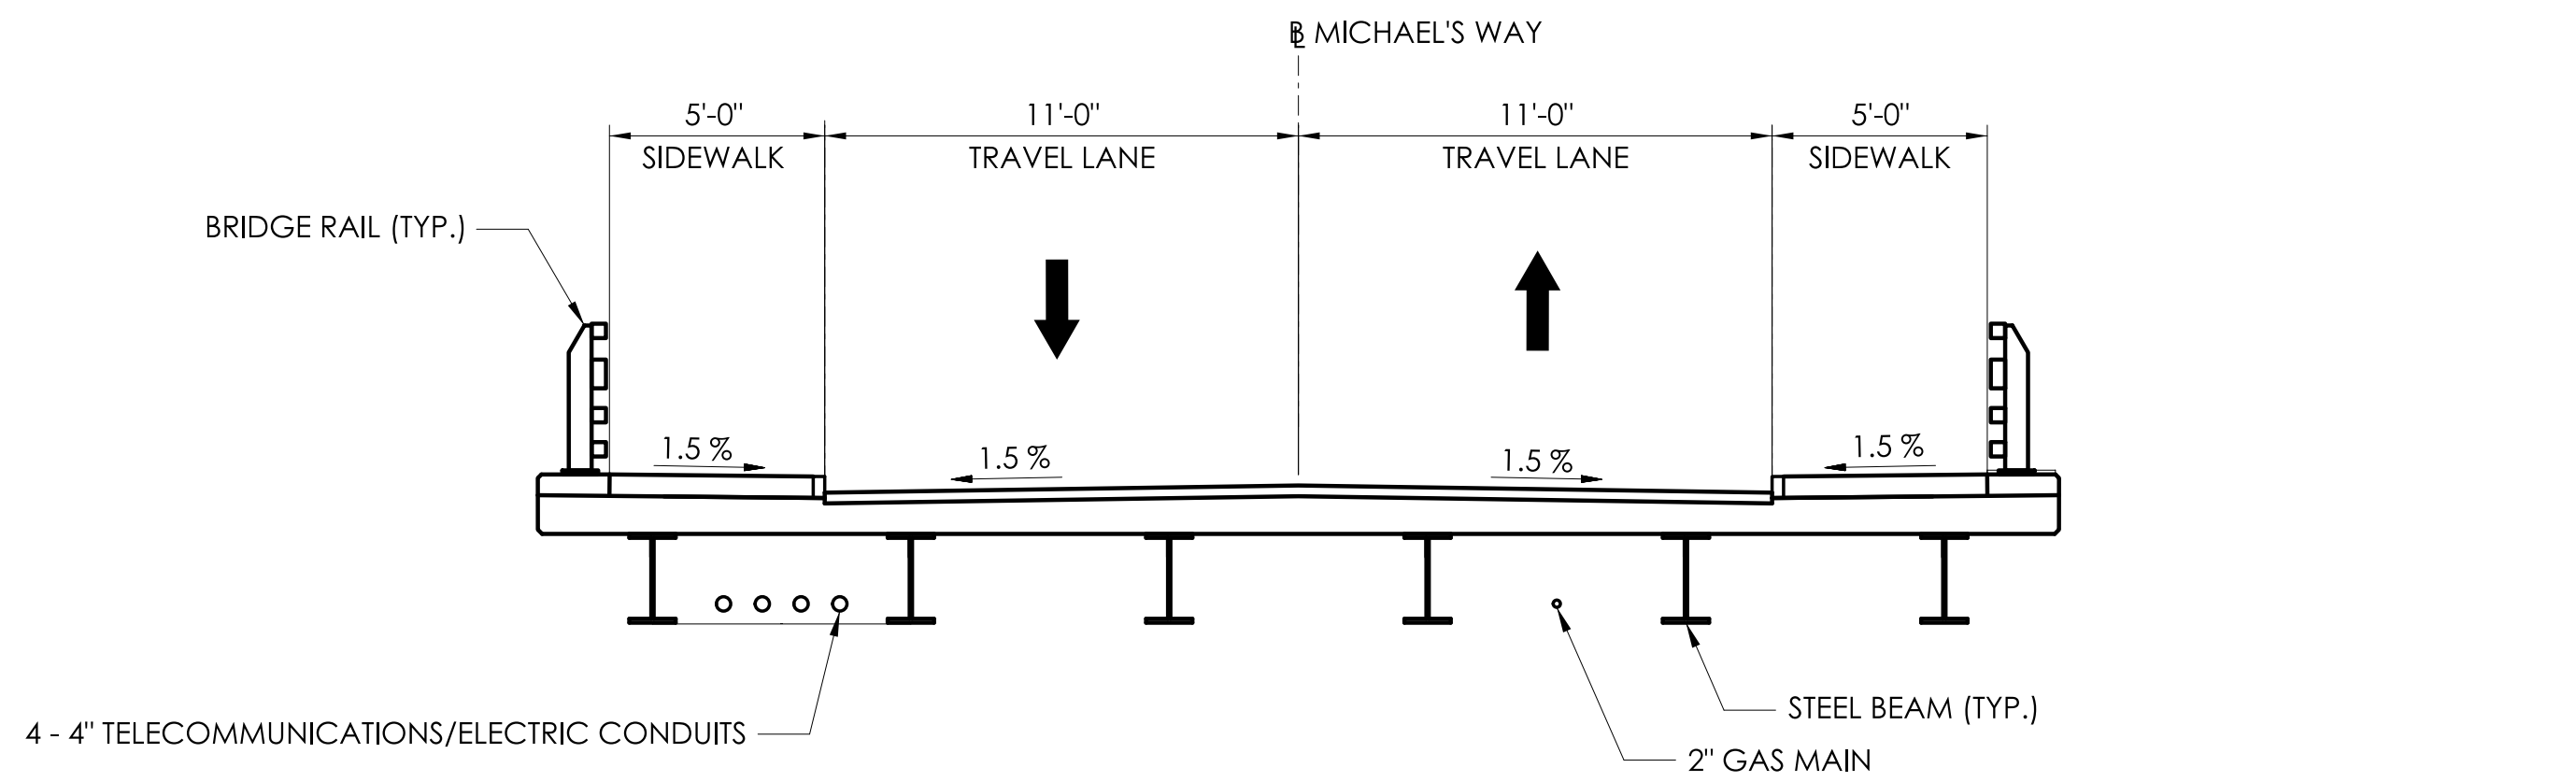 ℄ MICHAEL'S WAY
5'-0" 11'-0" 11'-0" 5'-0"
SIDEWALK TRAVEL LANE TRAVEL LANE SIDEWALK
BRIDGE RAIL (TYP.)
1.5 % 1.5 % 1.5 % 1.5 %
STEEL BEAM (TYP.)
4 - 4" TELECOMMUNICATIONS/ELECTRIC CONDUITS
2" GAS MAIN